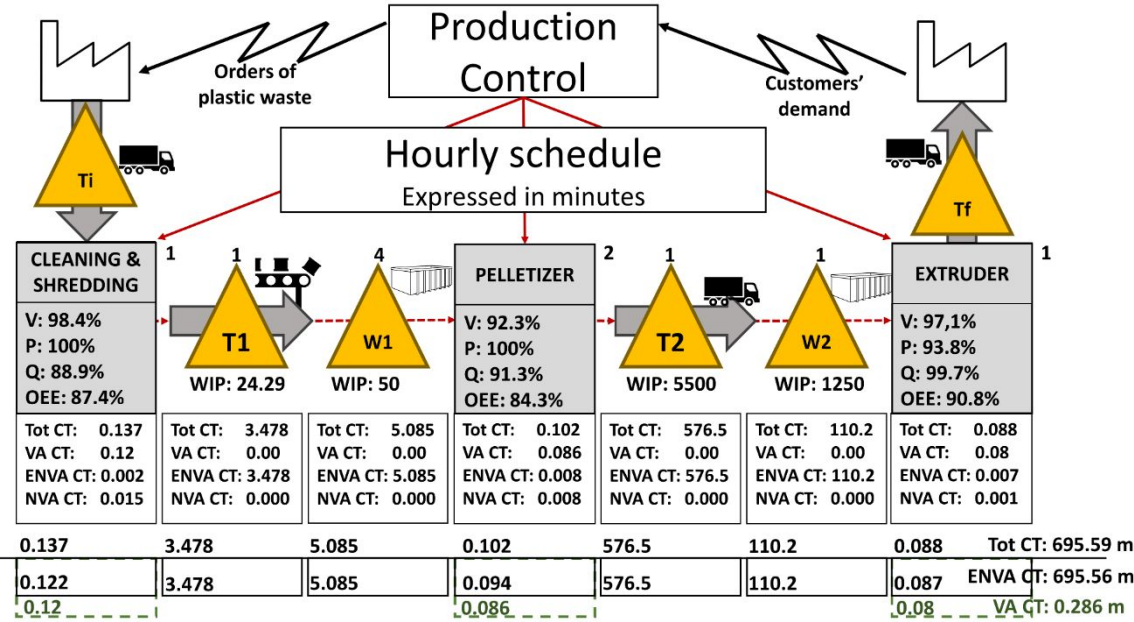 Production
Control
Orders of
plastic waste
Customers'
demand
Hourly schedule
Expressed in minutes
Ti
Tf
CLEANING &
SHREDDING
1
V: 98.4%
P: 100%
Q: 88.9%
OEE: 87.4%
1
T1
WIP: 24.29
4
W1
WIP: 50
PELLETIZER
2
V: 92.3%
P: 100%
Q: 91.3%
OEE: 84.3%
1
T2
WIP: 5500
1
W2
WIP: 1250
EXTRUDER
1
V: 97,1%
P: 93.8%
Q: 99.7%
OEE: 90.8%
Tot CT: 0.137
VA CT: 0.12
ENVA CT: 0.002
NVA CT: 0.015
Tot CT: 3.478
VA CT: 0.00
ENVA CT: 3.478
NVA CT: 0.000
Tot CT: 5.085
VA CT: 0.00
ENVA CT: 5.085
NVA CT: 0.000
Tot CT: 0.102
VA CT: 0.086
ENVA CT: 0.008
NVA CT: 0.008
Tot CT: 576.5
VA CT: 0.00
ENVA CT: 576.5
NVA CT: 0.000
Tot CT: 110.2
VA CT: 0.00
ENVA CT: 110.2
NVA CT: 0.000
Tot CT: 0.088
VA CT: 0.08
ENVA CT: 0.007
NVA CT: 0.001
0.137 3.478 5.085 0.102 576.5 110.2 0.088 Tot CT: 695.59 m
0.122 3.478 5.085 0.094 576.5 110.2 0.087 ENVA CT: 695.56 m
0.12 0.086 0.08 VA CT: 0.286 m